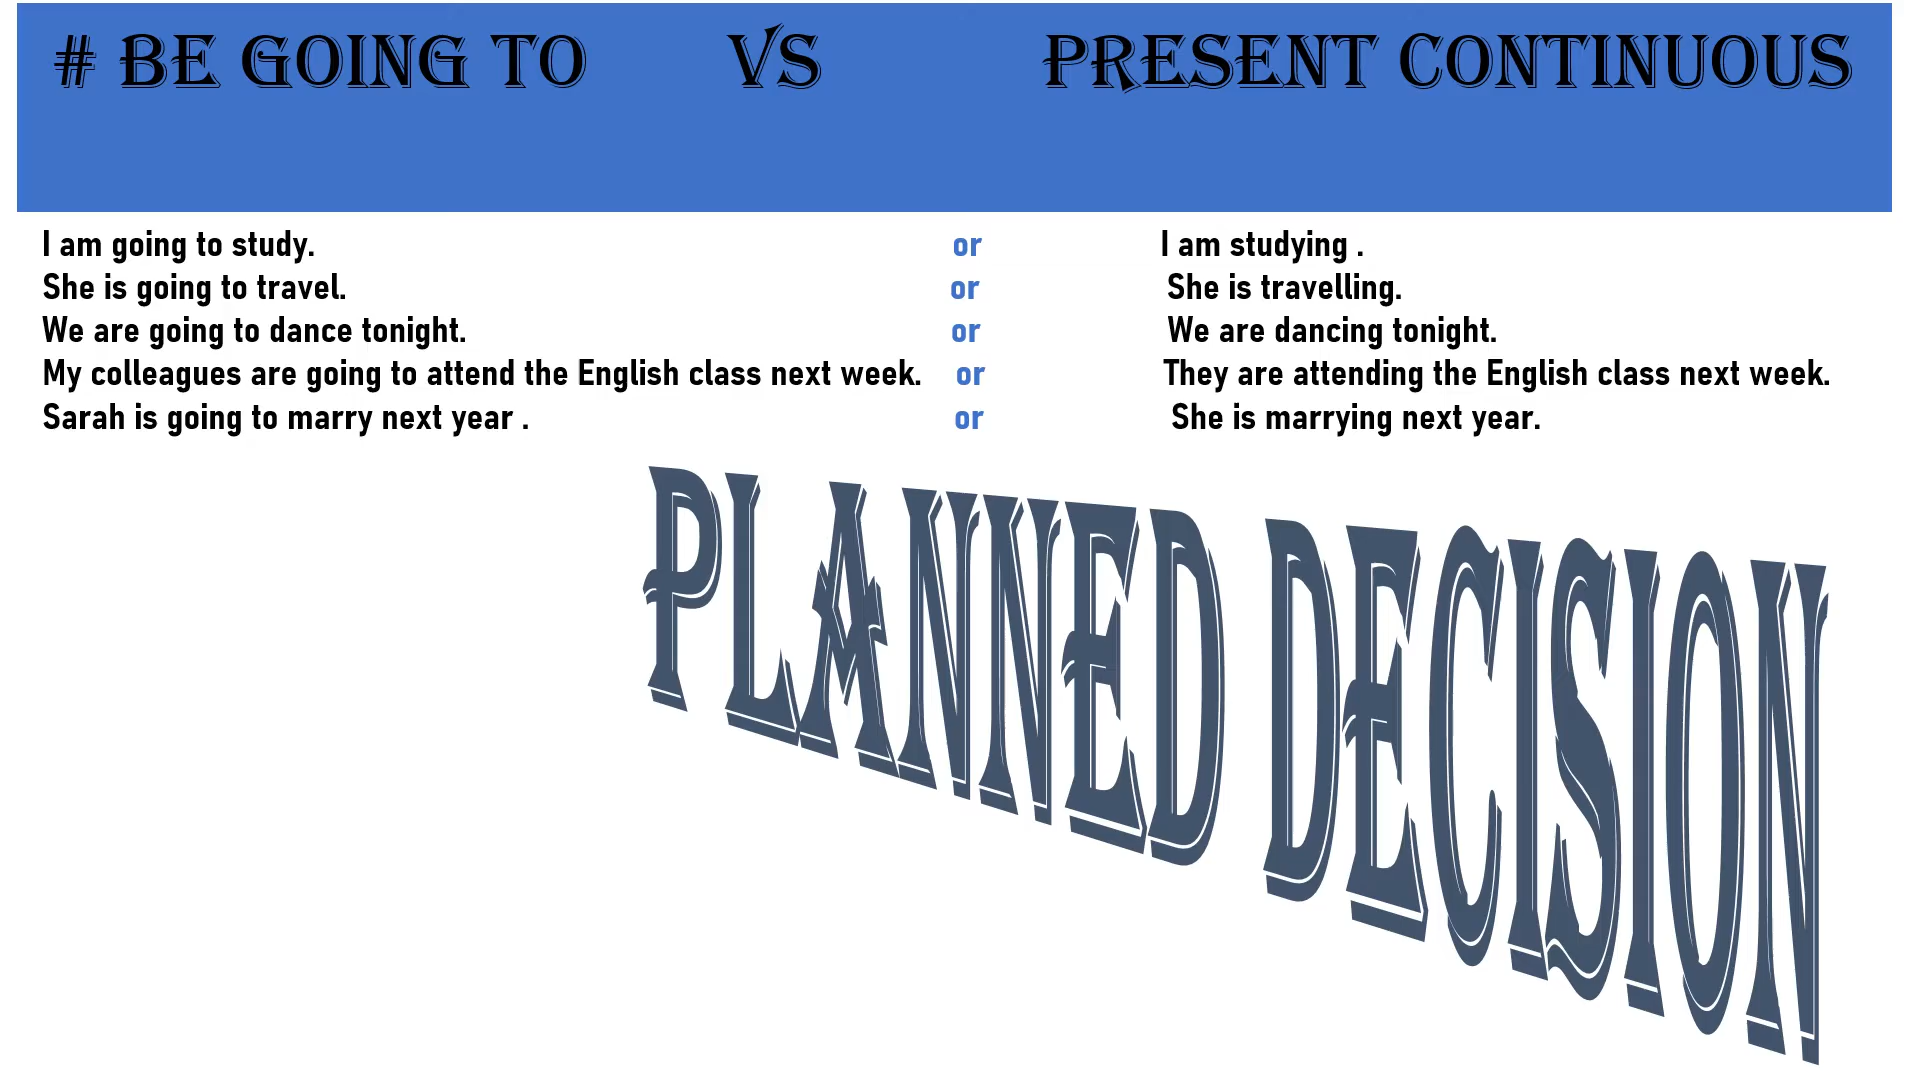 # BE GOING TO VS PRESENT CONTINUOUS
I am going to study. or I am studying .
She is going to travel. or She is travelling.
We are going to dance tonight. or We are dancing tonight.
My colleagues are going to attend the English class next week. or They are attending the English class next week.
Sarah is going to marry next year . or She is marrying next year.
PLANNED DECISION